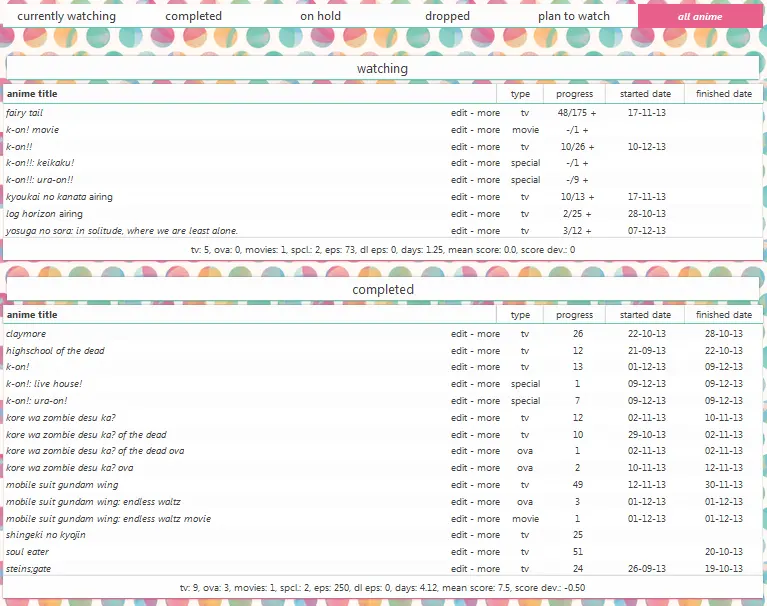 currently watching completed on hold dropped plan to watch all anime
watching
anime title type progress started date finished date
fairy tail edit - more tv 48/175 + 17-11-13
k-on! movie edit - more movie -/1 +
k-on!! edit - more tv 10/26 + 10-12-13
k-on!!: keikaku! edit - more special -/1 +
k-on!!: ura-on!! edit - more special -/9 +
kyoukai no kanata airing edit - more tv 10/13 + 17-11-13
log horizon airing edit - more tv 2/25 + 28-10-13
yosuga no sora: in solitude, where we are least alone. edit - more tv 3/12 + 07-12-13
tv: 5, ova: 0, movies: 1, spcl.: 2, eps: 73, dl eps: 0, days: 1.25, mean score: 0.0, score dev.: 0
completed
anime title type progress started date finished date
claymore edit - more tv 26 22-10-13 28-10-13
highschool of the dead edit - more tv 12 21-09-13 22-10-13
k-on! edit - more tv 13 01-12-13 09-12-13
k-on!: live house! edit - more special 1 09-12-13 09-12-13
k-on!: ura-on! edit - more special 7 09-12-13 09-12-13
kore wa zombie desu ka? edit - more tv 12 02-11-13 10-11-13
kore wa zombie desu ka? of the dead edit - more tv 10 29-10-13 02-11-13
kore wa zombie desu ka? of the dead ova edit - more ova 1 02-11-13 02-11-13
kore wa zombie desu ka? ova edit - more ova 2 10-11-13 12-11-13
mobile suit gundam wing edit - more tv 49 12-11-13 30-11-13
mobile suit gundam wing: endless waltz edit - more ova 3 01-12-13 01-12-13
mobile suit gundam wing: endless waltz movie edit - more movie 1 01-12-13 01-12-13
shingeki no kyojin edit - more tv 25
soul eater edit - more tv 51 20-10-13
steins;gate edit - more tv 24 26-09-13 19-10-13
tv: 9, ova: 3, movies: 1, spcl.: 2, eps: 250, dl eps: 0, days: 4.12, mean score: 7.5, score dev.: -0.50